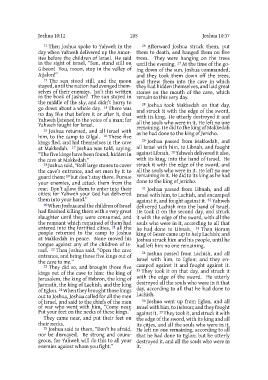 Joshua 10:12
205
Joshua 10:37
12 Then Joshua spoke to Yahweh in the
day when Yahweh delivered up the Amor-
ites before the children of Israel. He said
in the sight of Israel, "Sun, stand still on
Gibeon! You, moon, stop in the valley of
Aijalon!"
13 The sun stood still, and the moon
stayed, until the nation had avenged them-
selves of their enemies. Isn't this written
in the book of Jashar? The sun stayed in
the middle of the sky, and didn't hurry to
go down about a whole day. 14 There was
no day like that before it or after it, that
Yahweh listened to the voice of a man; for
Yahweh fought for Israel.
15 Joshua returned, and all Israel with
him, to the camp to Gilgal. 16 These five
kings fled, and hid themselves in the cave
at Makkedah. 17 Joshua was told, saying,
"The five kings have been found, hidden in
the cave at Makkedah."
18 Joshua said, "Roll large stones to cover
the cave's entrance, and set men by it to
guard them; 19 but don't stay there. Pursue
your enemies, and attack them from the
rear. Don't allow them to enter into their
cities; for Yahweh your God has delivered
them into your hand."
20 When Joshua and the children of Israel
had finished killing them with a very great
slaughter until they were consumed, and
the remnant which remained of them had
entered into the fortified cities, 21 all the
people returned to the camp to Joshua
at Makkedah in peace. None moved his
tongue against any of the children of Is-
rael. 22 Then Joshua said, "Open the cave
entrance, and bring those five kings out of
the cave to me."
23 They did so, and brought those five
kings out of the cave to him: the king of
Jerusalem, the king of Hebron, the king of
Jarmuth, the king of Lachish, and the king
of Eglon. 24 When they brought those kings
out to Joshua, Joshua called for all the men
of Israel, and said to the chiefs of the men
of war who went with him, "Come near.
Put your feet on the necks of these kings."
They came near, and put their feet on
their necks.
25 Joshua said to them, "Don't be afraid,
nor be dismayed. Be strong and coura-
geous, for Yahweh will do this to all your
enemies against whom you fight."
26 Afterward Joshua struck them, put
them to death, and hanged them on five
trees. They were hanging on the trees
until the evening. 27 At the time of the go-
ing down of the sun, Joshua commanded,
and they took them down off the trees,
and threw them into the cave in which
they had hidden themselves, and laid great
stones on the mouth of the cave, which
remain to this very day.
28 Joshua took Makkedah on that day,
and struck it with the edge of the sword,
with its king. He utterly destroyed it and
all the souls who were in it. He left no one
remaining. He did to the king of Makkedah
as he had done to the king of Jericho.
29 Joshua passed from Makkedah, and
all Israel with him, to Libnah, and fought
against Libnah. 30 Yahweh delivered it also,
with its king, into the hand of Israel. He
struck it with the edge of the sword, and
all the souls who were in it. He left no one
remaining in it. He did to its king as he had
done to the king of Jericho.
31 Joshua passed from Libnah, and all
Israel with him, to Lachish, and encamped
against it, and fought against it. 32 Yahweh
delivered Lachish into the hand of Israel.
He took it on the second day, and struck
it with the edge of the sword, with all the
souls who were in it, according to all that
he had done to Libnah. 33 Then Horam
king of Gezer came up to help Lachish; and
Joshua struck him and his people, until he
had left him no one remaining.
34 Joshua passed from Lachish, and all
Israel with him, to Eglon; and they en-
camped against it and fought against it.
35 They took it on that day, and struck it
with the edge of the sword. He utterly
destroyed all the souls who were in it that
day, according to all that he had done to
Lachish.
36 Joshua went up from Eglon, and all
Israel with him, to Hebron; and they fought
against it. 37 They took it, and struck it with
the edge of the sword, with its king and all
its cities, and all the souls who were in it.
He left no one remaining, according to all
that he had done to Eglon; but he utterly
destroyed it, and all the souls who were in
it.